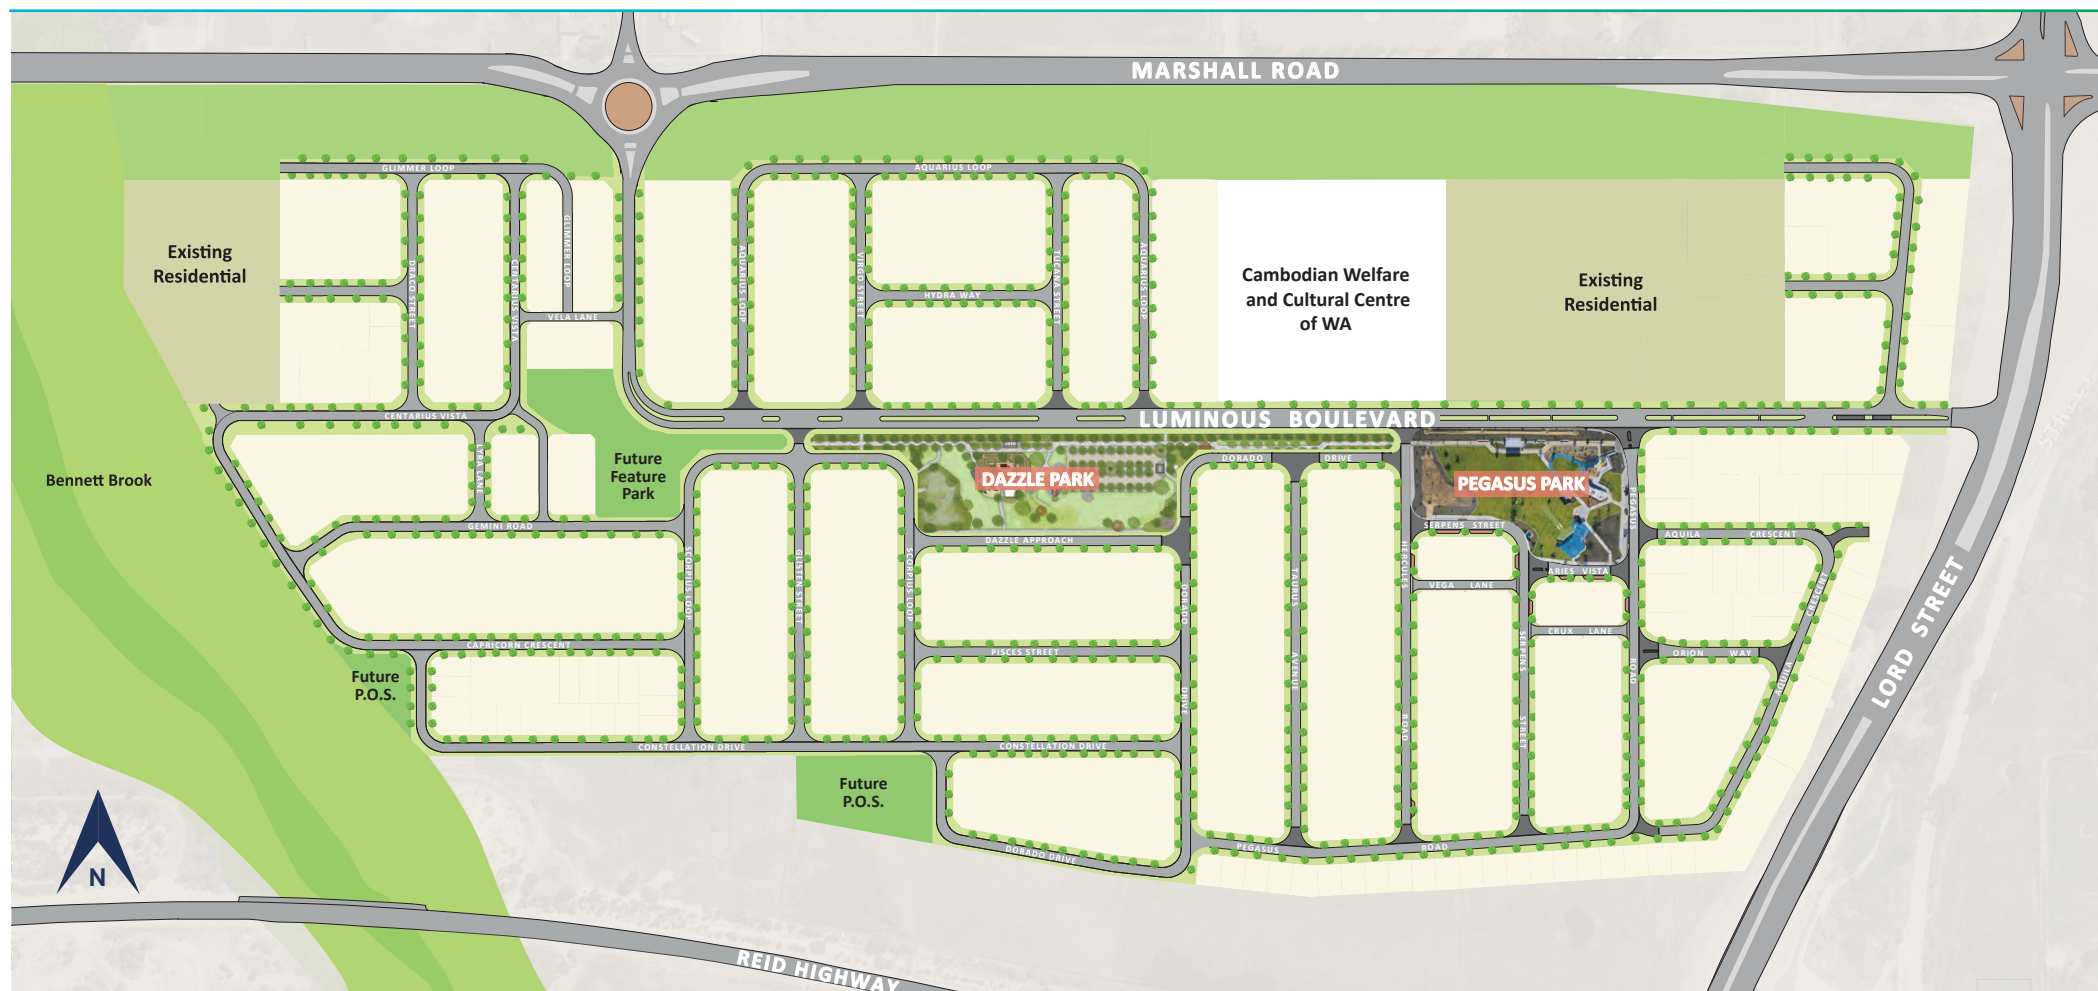 MARSHALL ROAD
GLIMMER LOOP
AQUARIUS LOOP
Existing
Residential
DRACO STREET
CENTARIUS VISTA
GLIMMER LOOP
VELA LANE
AQUARIUS LOOP
VIRGO STREET
HYDRA WAY
TUCANA STREET
AQUARIUS LOOP
Cambodian Welfare
and Cultural Centre
of WA
Existing
Residential
CENTARIUS VISTA
LUMINOUS BOULEVARD
Bennett Brook
LYRA LANE
Future
Feature
Park
GEMINI ROAD
DAZZLE PARK
DORADO DRIVE
PEGASUS PARK
PEGASUS ROAD
SERPENS STREET
AQUILA CRESCENT
DAZZLE APPROACH
SCORPIUS LOOP
GLISTEN STREET
SCORPIUS LOOP
DORADO DRIVE
TAURUS AVENUE
HERCULES ROAD
VEGA LANE
ARIES VISTA
CRUX LANE
SERPENS STREET
ORION WAY
AQUILA CRESCENT
LORD STREET
STREET
CAPRICORN CRESCENT
PISCES STREET
Future
P.O.S.
CONSTELLATION DRIVE
CONSTELLATION DRIVE
Future
P.O.S.
DORADO DRIVE
PEGASUS ROAD
N
REID HIGHWAY